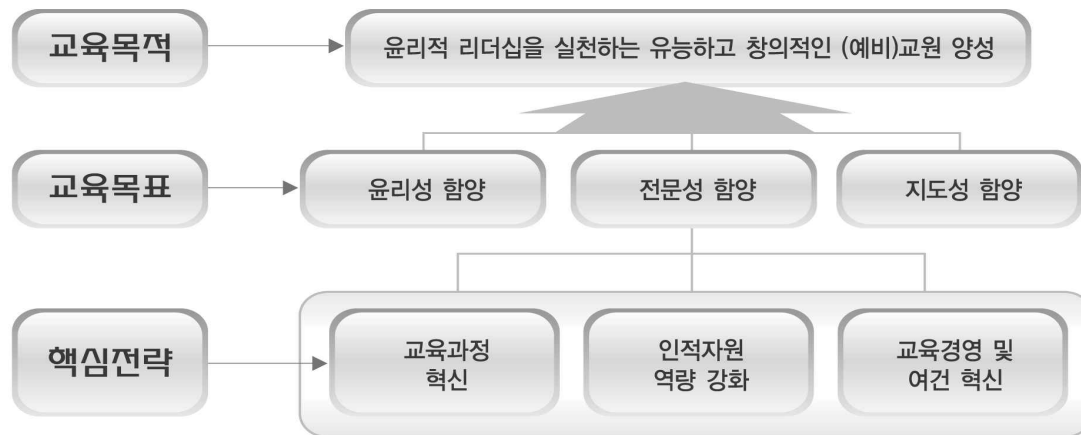 교육목적
윤리적 리더십을 실천하는 유능하고 창의적인 (예비)교원 양성
교육목표
윤리성 함양
전문성 함양
지도성 함양
핵심전략
교육과정
혁신
인적자원
역량 강화
교육경영 및
여건 혁신